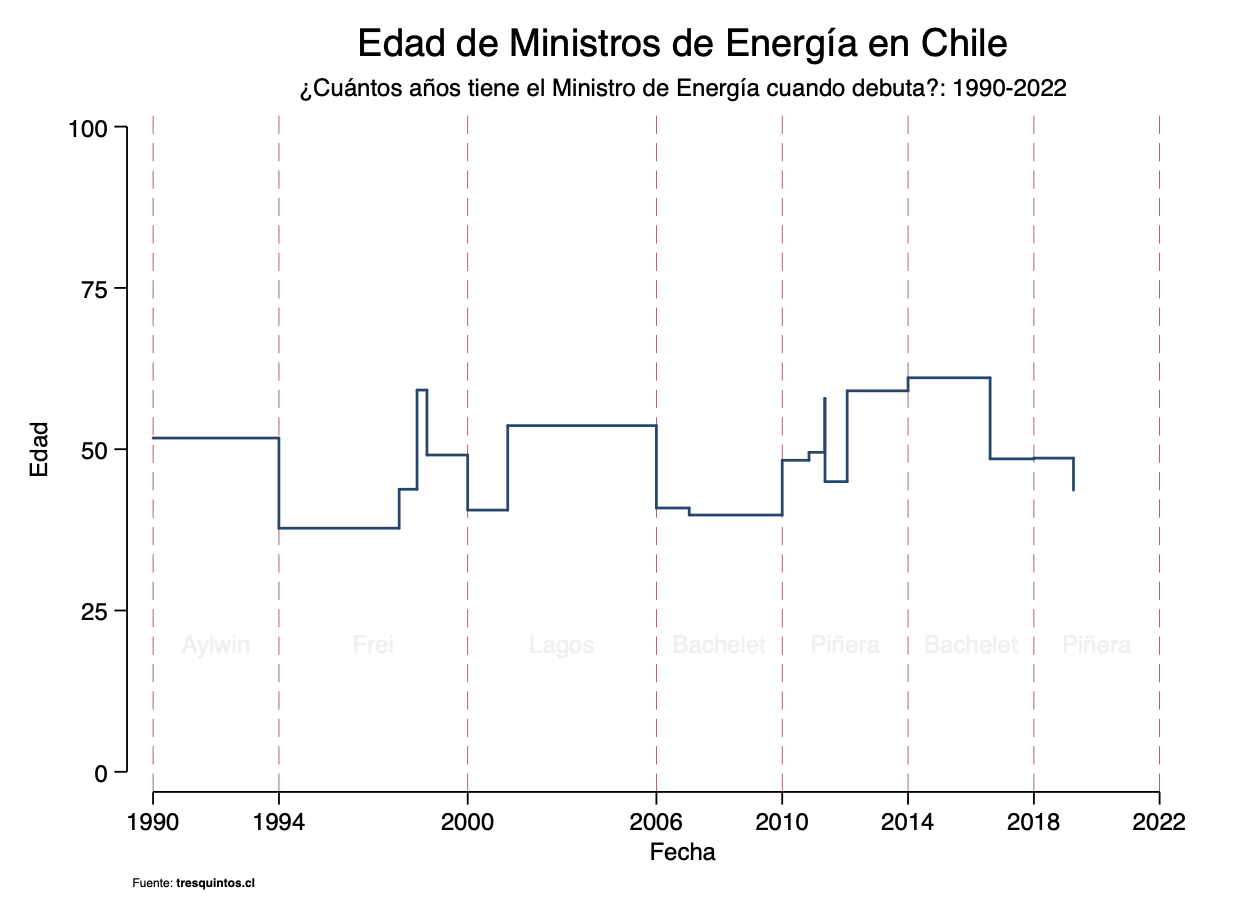 Edad de Ministros de Energía en Chile
¿Cuántos años tiene el Ministro de Energía cuando debuta?: 1990-2022
100
75
50
25
0
Edad
Aylwin Frei Lagos Bachelet Piñera Bachelet Piñera
1990 1994 2000 2006 2010 2014 2018 2022
Fecha
Fuente: tresquintos.cl